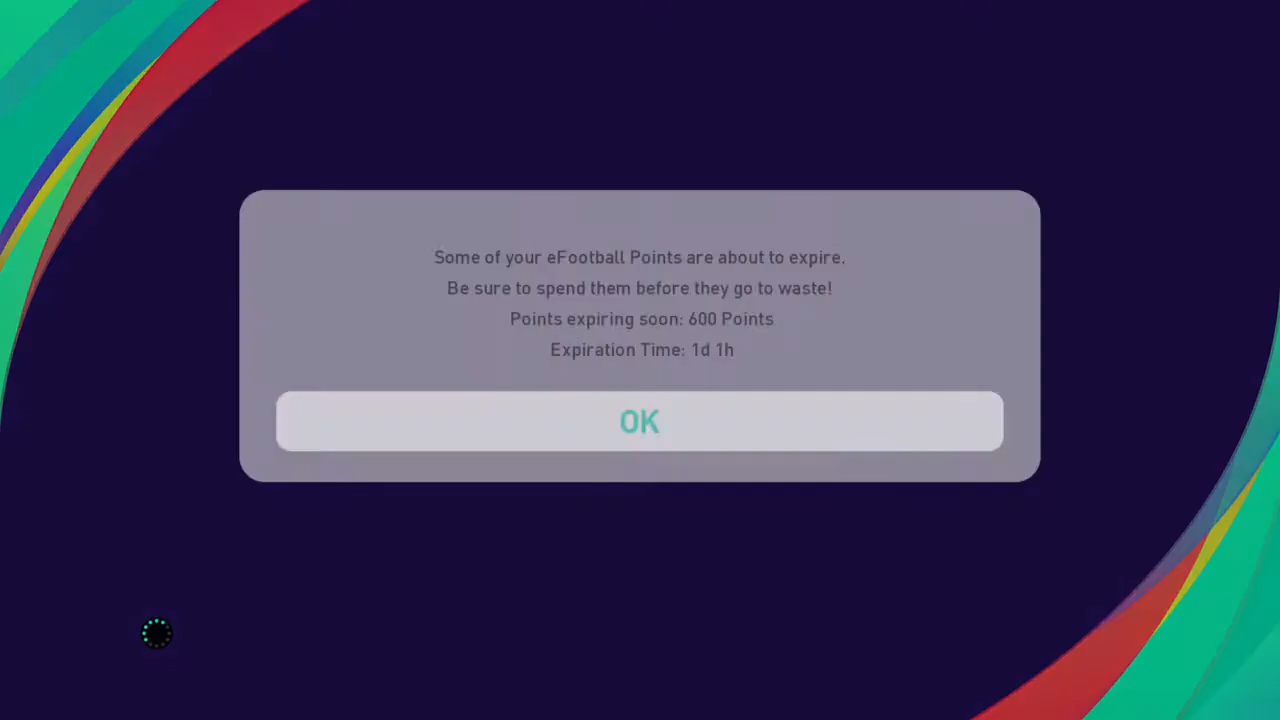 Some of your eFootball Points are about to expire.
Be sure to spend them before they go to waste!
Points expiring soon: 600 Points
Expiration Time: 1d 1h
OK